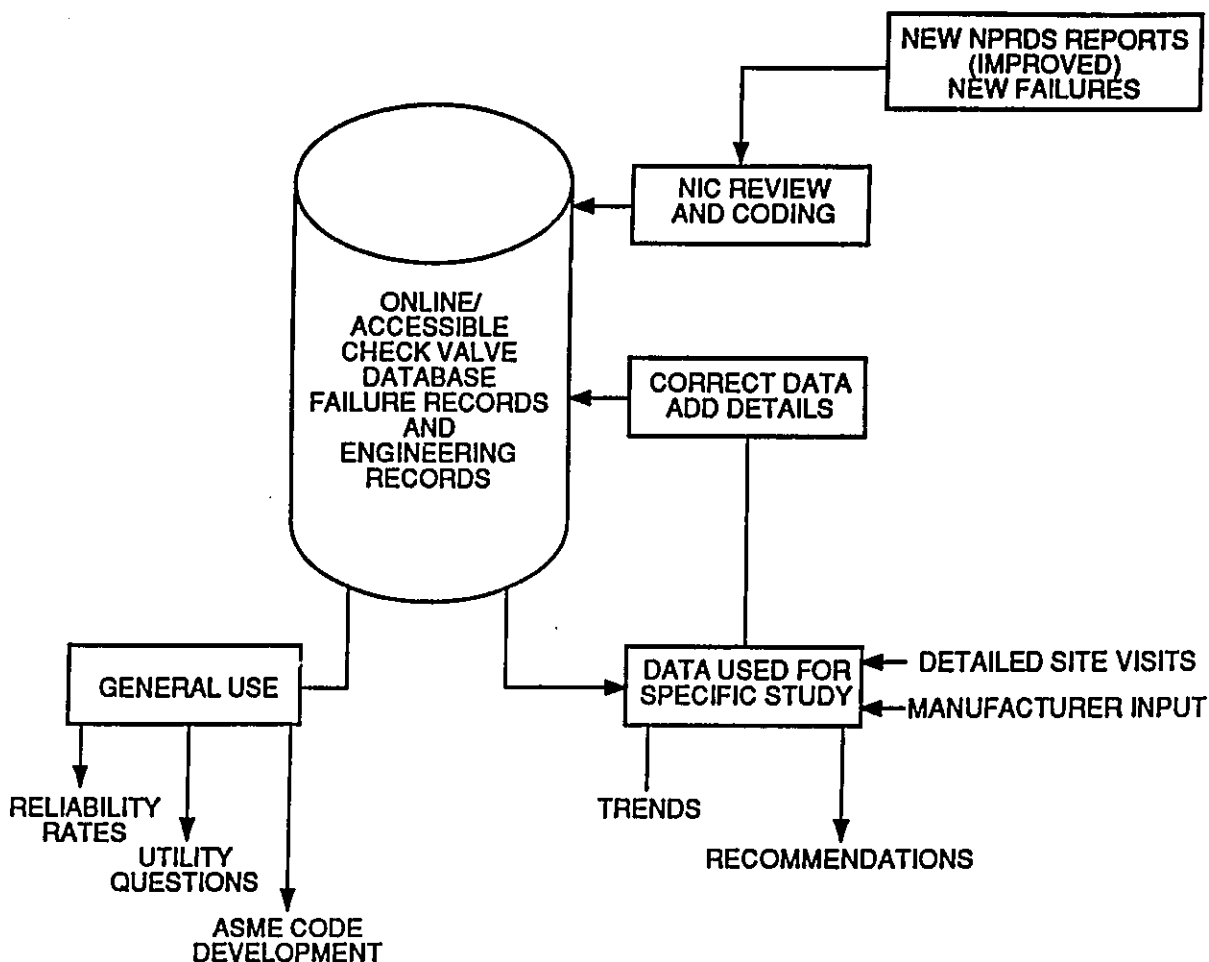 NEW NPRDS REPORTS
(IMPROVED)
NEW FAILURES
NIC REVIEW
AND CODING
ONLINE/
ACCESSIBLE
CHECK VALVE
DATABASE
FAILURE RECORDS
AND
ENGINEERING
RECORDS
CORRECT DATA
ADD DETAILS
GENERAL USE
DATA USED FOR
SPECIFIC STUDY
DETAILED SITE VISITS
MANUFACTURER INPUT
RELIABILITY
RATES
UTILITY
QUESTIONS
ASME CODE
DEVELOPMENT
TRENDS
RECOMMENDATIONS